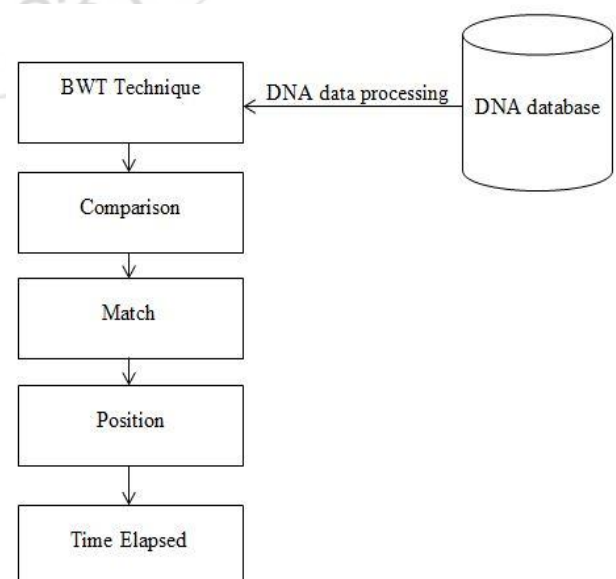 BWT Technique
DNA data processing
DNA database
Comparison
Match
Position
Time Elapsed